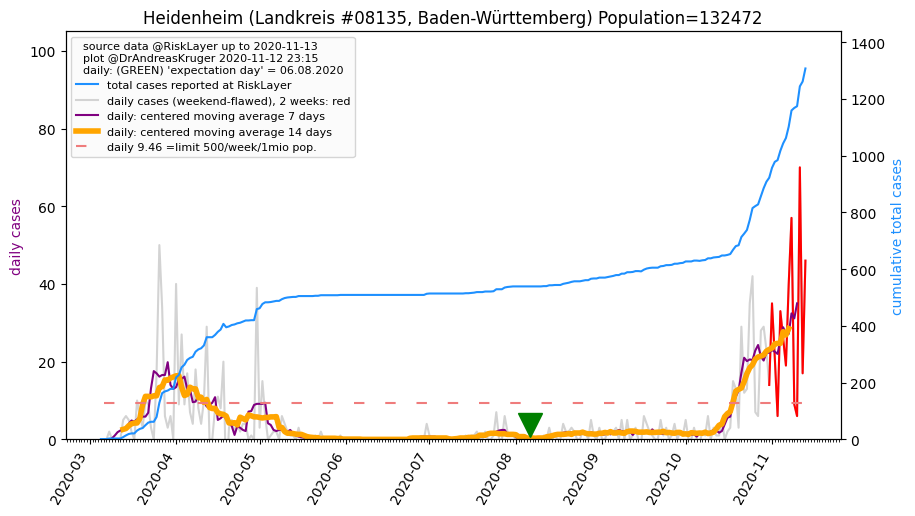 Heidenheim (Landkreis #08135, Baden-Württemberg) Population=132472
source data @RiskLayer up to 2020-11-13
plot @DrAndreasKruger 2020-11-12 23:15
daily: (GREEN) 'expectation day' = 06.08.2020
total cases reported at RiskLayer
daily cases (weekend-flawed), 2 weeks: red
daily: centered moving average 7 days
daily: centered moving average 14 days
daily 9.46 =limit 500/week/1mio pop.
daily cases
100
80
60
40
20
0
1400
1200
1000
800
600
400
200
0
cumulative total cases
2020-03
2020-04
2020-05
2020-06
2020-07
2020-08
2020-09
2020-10
2020-11